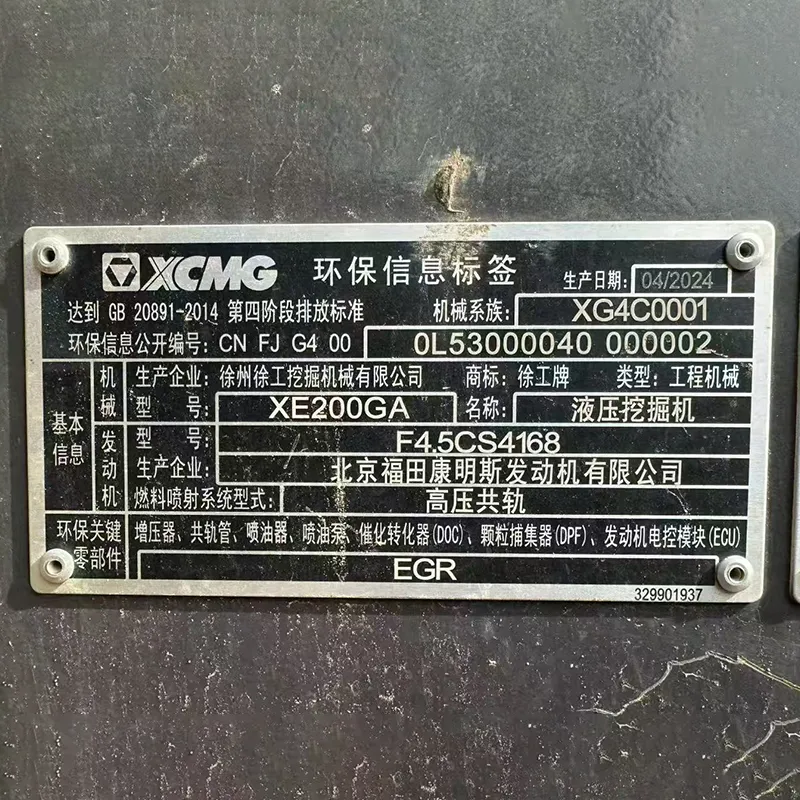 XCMG 环保信息标签 生产日期: 04/2024
达到 GB 20891-2014 第四阶段排放标准 机械系族: XG4C0001
环保信息公开编号: CN FJ G4 00 0L53000040 000002
基本信息
机械
生产企业: 徐州徐工挖掘机械有限公司 商标: 徐工牌 类型: 工程机械
型号: XE200GA 名称: 液压挖掘机
发动机
型号: F4.5CS4168
生产企业: 北京福田康明斯发动机有限公司
燃料喷射系统型式: 高压共轨
环保关键零部件
增压器、共轨管、喷油器、喷油泵、催化转化器(DOC)、颗粒捕集器(DPF)、发动机电控模块(ECU)
EGR
329901937